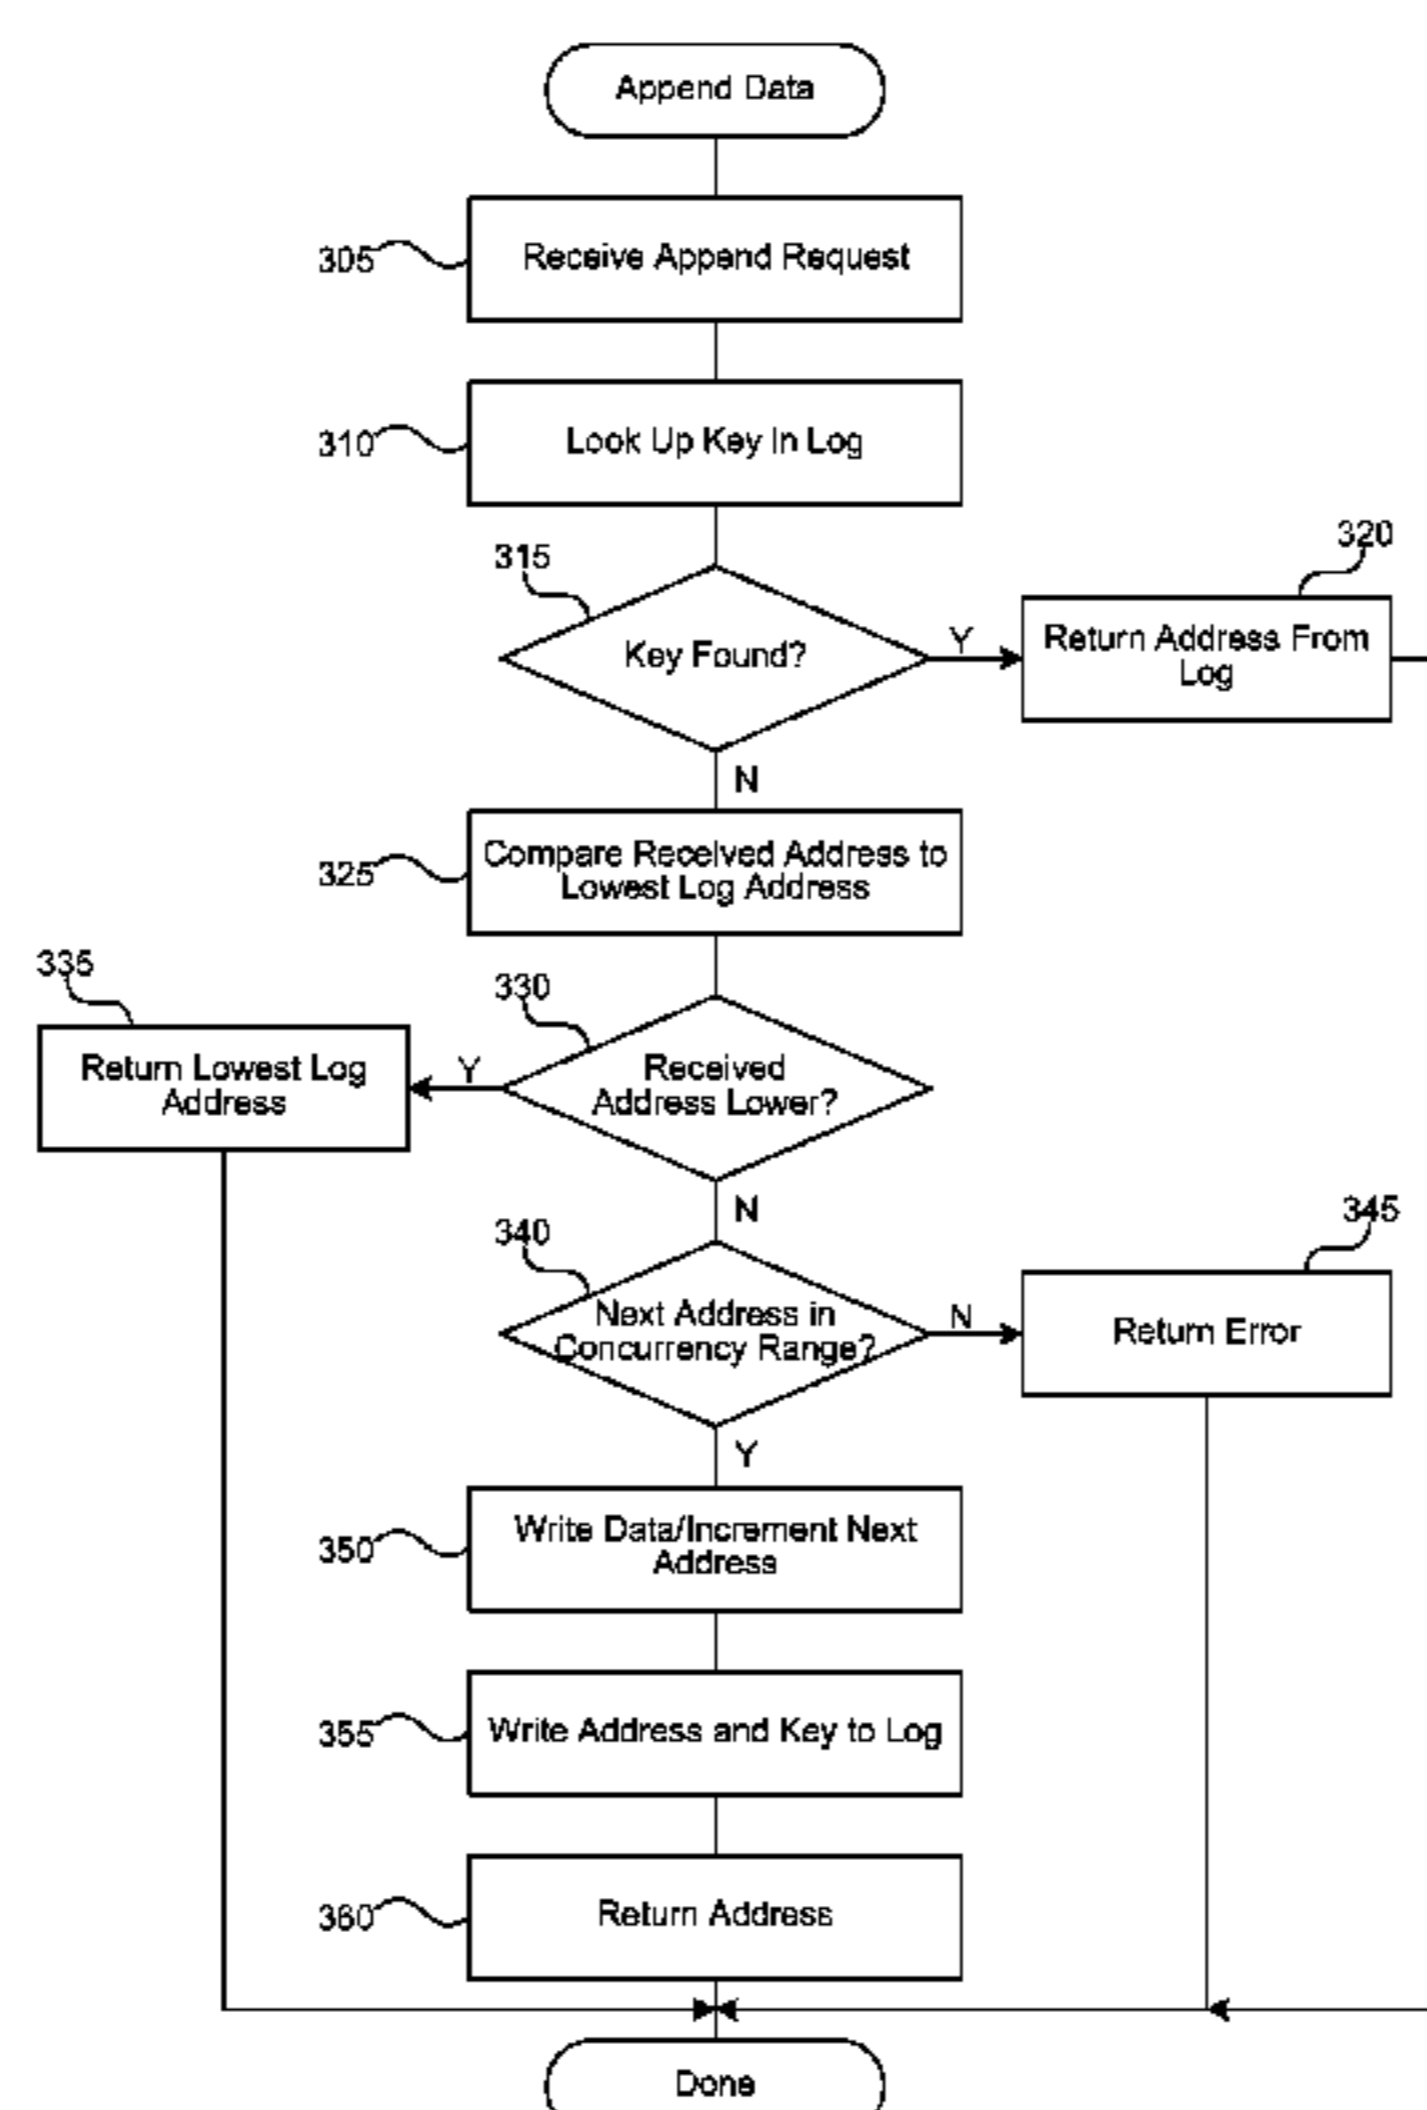 Append Data
305
Receive Append Request
310
Look Up Key In Log
315
Key Found?
Y
320
Return Address From
Log
N
325
Compare Received Address to
Lowest Log Address
335
Return Lowest Log
Address
Y
330
Received
Address Lower?
N
340
Next Address in
Concurrency Range?
N
345
Return Error
Y
350
Write Data/Increment Next
Address
355
Write Address and Key to Log
360
Return Address
Done